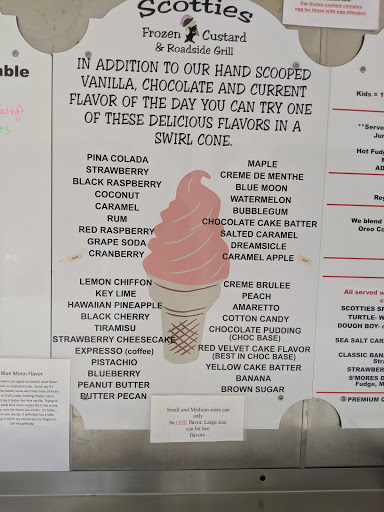 Scotties
Frozen Custard
& Roadside Grill
IN ADDITION TO OUR HAND SCOOPED
VANILLA, CHOCOLATE AND CURRENT
FLAVOR OF THE DAY YOU CAN TRY ONE
OF THESE DELICIOUS FLAVORS IN A
SWIRL CONE.
PINA COLADA
STRAWBERRY
BLACK RASPBERRY
COCONUT
CARAMEL
RUM
RED RASPBERRY
GRAPE SODA
CRANBERRY
LEMON CHIFFON
KEY LIME
HAWAIIAN PINEAPPLE
BLACK CHERRY
TIRAMISU
STRAWBERRY CHEESECAKE
EXPRESSO (coffee)
PISTACHIO
BLUEBERRY
PEANUT BUTTER
BUTTER PECAN
MAPLE
CREME DE MENTHE
BLUE MOON
WATERMELON
BUBBLEGUM
CHOCOLATE CAKE BATTER
SALTED CARAMEL
DREAMSICLE
CARAMEL APPLE
CREME BRULEE
PEACH
AMARETTO
COTTON CANDY
CHOCOLATE PUDDING
(CHOC BASE)
RED VELVET CAKE FLAVOR
(BEST IN CHOC BASE)
YELLOW CAKE BATTER
BANANA
BROWN SUGAR
Small and Medium sizes can
only
be ONE flavor. Large size
can be two
flavors.
Blue Moon Flavor
Kids = 1
**Serve
Hot Fudg
We blend
Oreo Co
All served w
SCOTTIES SP
TURTLE- V
DOUGH BOY-
SEA SALT CAR
CLASSIC BANA
STRAWBERR
S'MORES D
Fudge, M
PREMIUM C